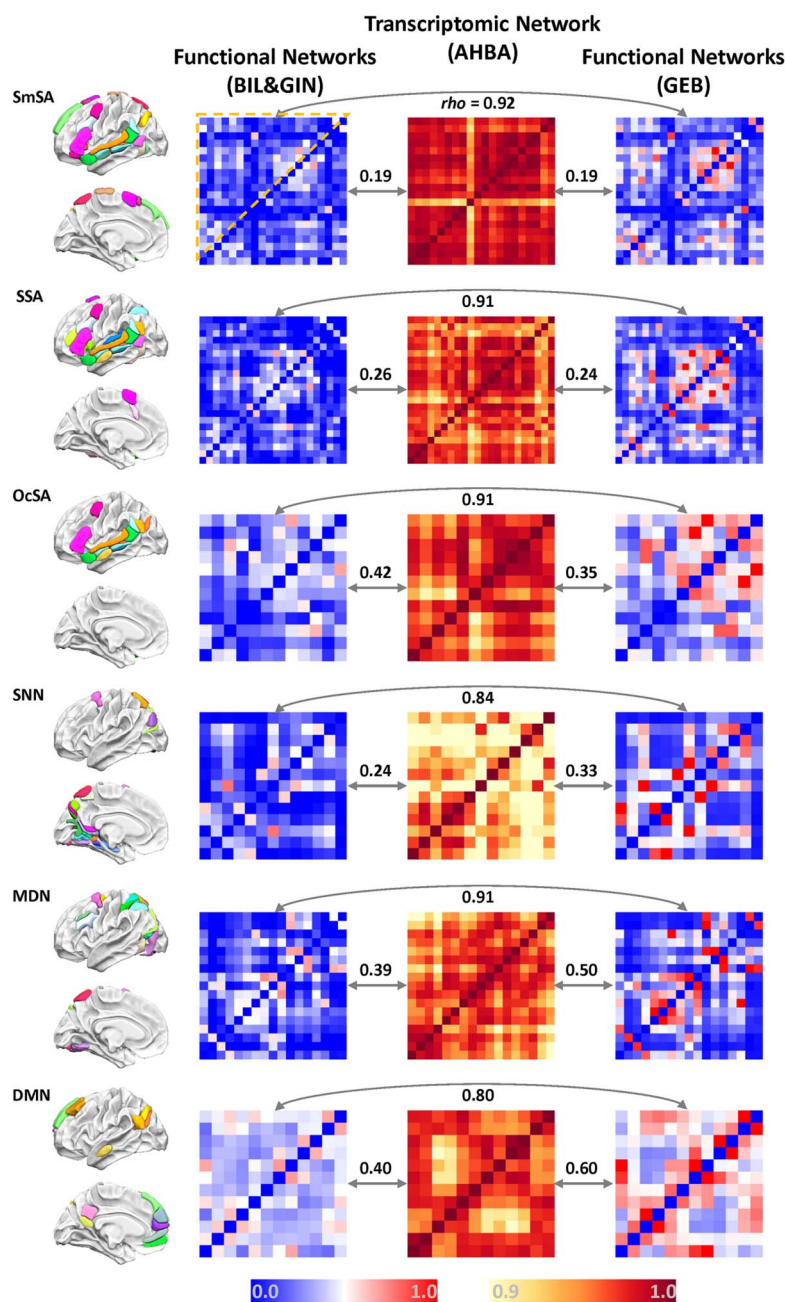 Transcriptomic Network
(AHBA)
Functional Networks
(BIL&GIN)
Functional Networks
(GEB)
SmSA
rho = 0.92
0.19
0.19
SSA
0.91
0.26
0.24
OcSA
0.91
0.42
0.35
SNN
0.84
0.24
0.33
MDN
0.91
0.39
0.50
DMN
0.80
0.40
0.60
0.0
1.0
0.9
1.0